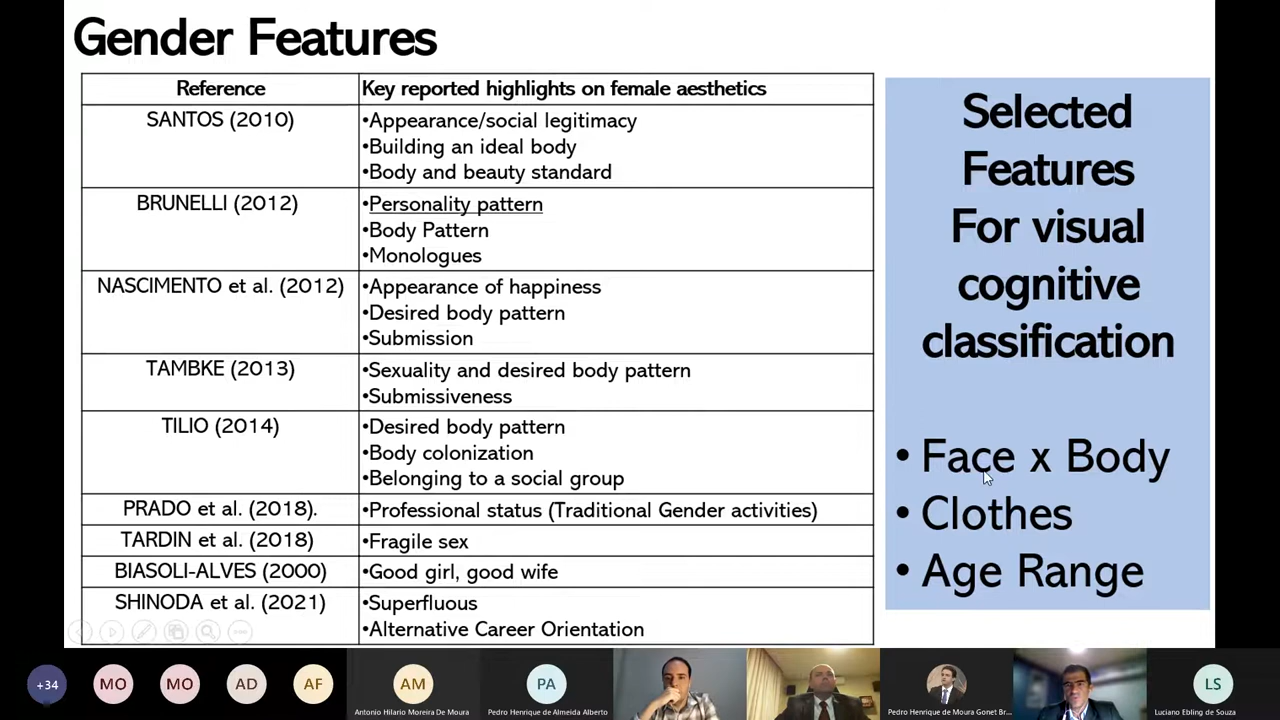 Gender Features
Reference
Key reported highlights on female aesthetics
SANTOS (2010)
•Appearance/social legitimacy
•Building an ideal body
•Body and beauty standard
BRUNELLI (2012)
•Personality pattern
•Body Pattern
•Monologues
NASCIMENTO et al. (2012)
•Appearance of happiness
•Desired body pattern
•Submission
TAMBKE (2013)
•Sexuality and desired body pattern
•Submissiveness
TILIO (2014)
•Desired body pattern
•Body colonization
•Belonging to a social group
PRADO et al. (2018).
•Professional status (Traditional Gender activities)
TARDIN et al. (2018)
•Fragile sex
BIASOLI-ALVES (2000)
•Good girl, good wife
SHINODA et al. (2021)
•Superfluous
•Alternative Career Orientation
Selected
Features
For visual
cognitive
classification
• Face x Body
• Clothes
• Age Range
+34
MO
MO
AD
AF
AM
Antonio Hilario Moreira De Moura
PA
Pedro Henrique de Almeida Alberto
Pedro Henrique de Moura Gonet Br...
LS
Luciano Ebling de Souza